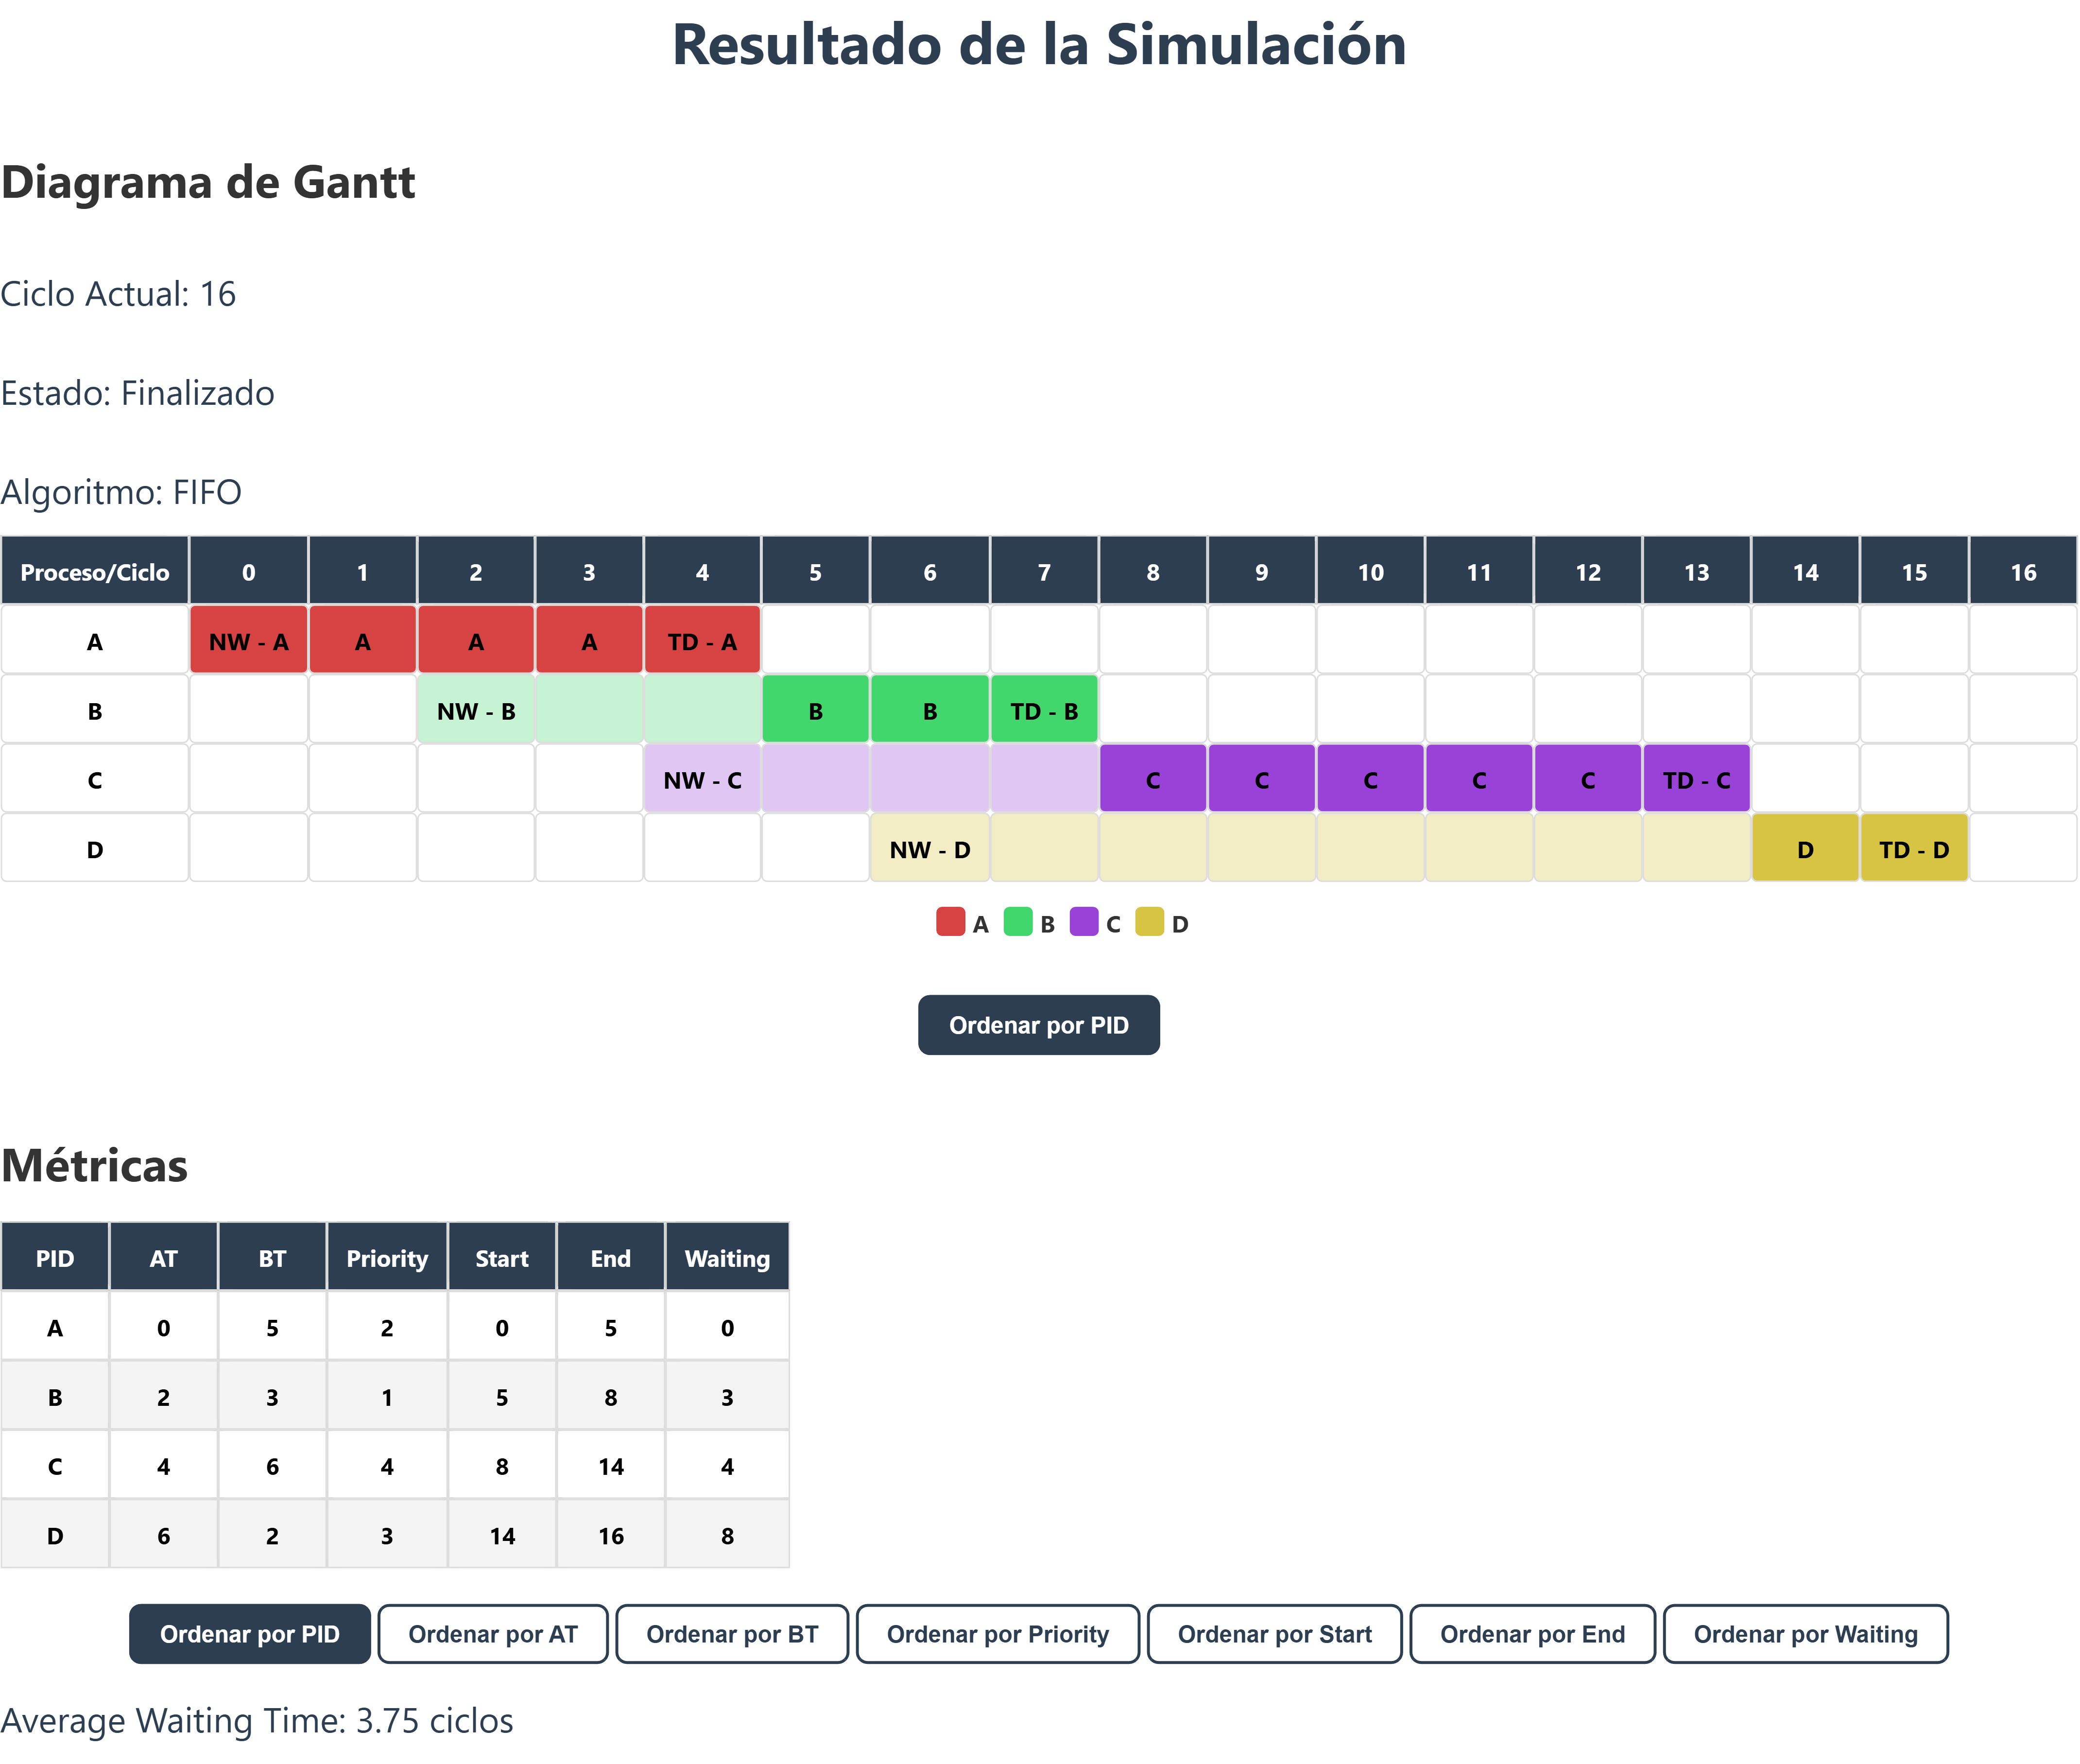 Resultado de la Simulación
Diagrama de Gantt
Ciclo Actual: 16
Estado: Finalizado
Algoritmo: FIFO
Proceso/Ciclo 0 1 2 3 4 5 6 7 8 9 10 11 12 13 14 15 16
A NW - A A A A TD - A
B NW - B B B TD - B
C NW - C C C C C C TD - C
D NW - D D TD - D
A B C D
Ordenar por PID
Métricas
PID AT BT Priority Start End Waiting
A 0 5 2 0 5 0
B 2 3 1 5 8 3
C 4 6 4 8 14 4
D 6 2 3 14 16 8
Ordenar por PID Ordenar por AT Ordenar por BT Ordenar por Priority Ordenar por Start Ordenar por End Ordenar por Waiting
Average Waiting Time: 3.75 ciclos